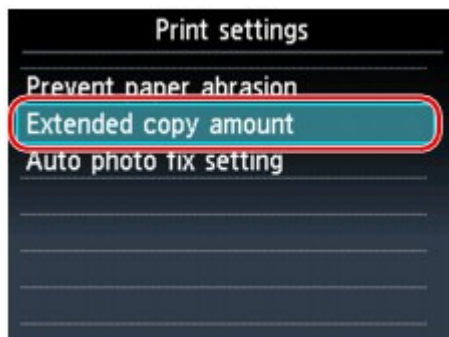 Print settings
Prevent paper abrasion
Extended copy amount
Auto photo fix setting